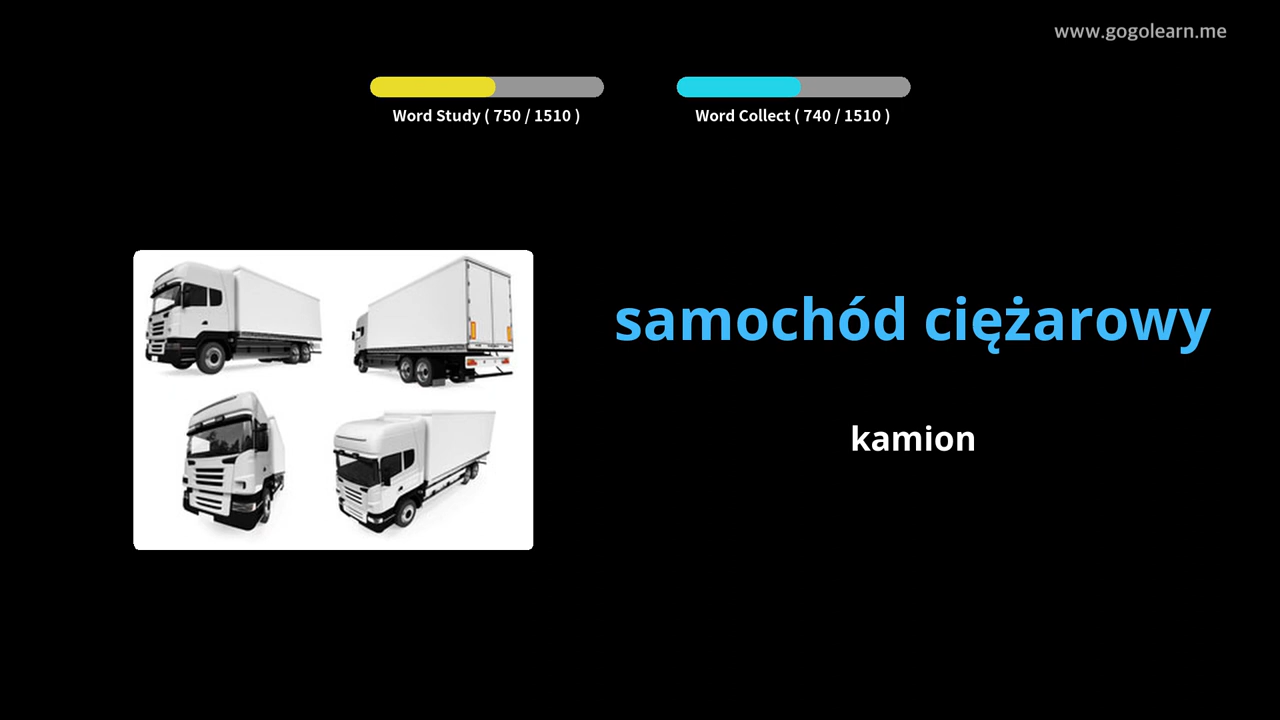 www.gogolearn.me
Word Study ( 750 / 1510 )
Word Collect ( 740 / 1510 )
samochód ciężarowy
kamion